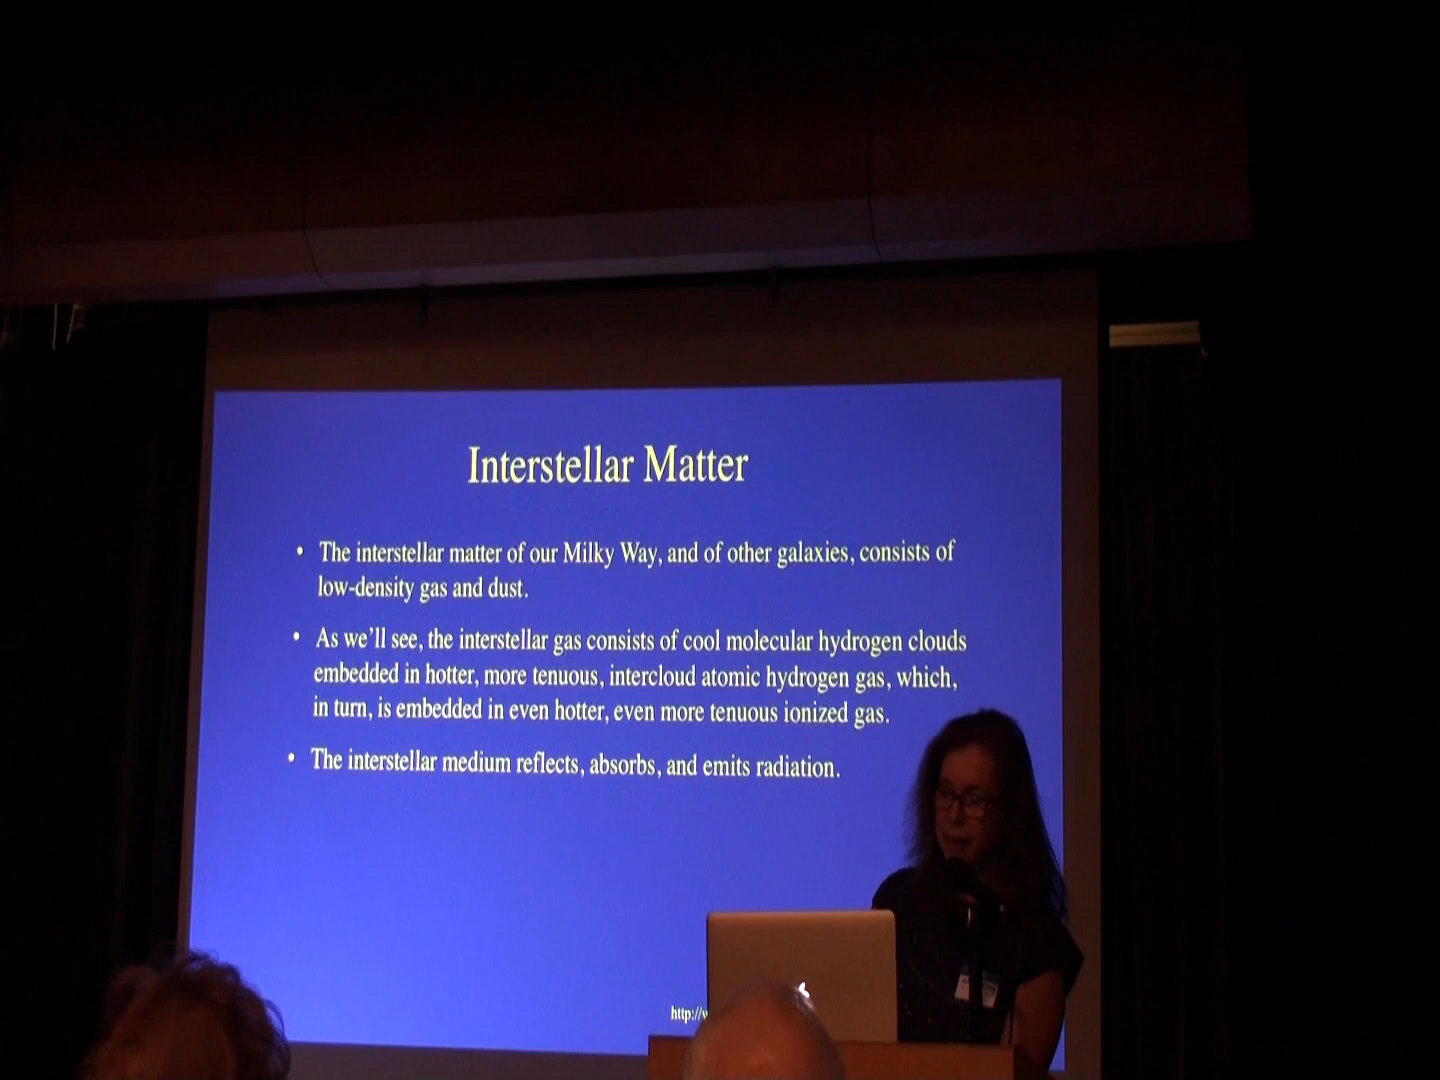 Interstellar Matter
• The interstellar matter of our Milky Way, and of other galaxies, consists of
low-density gas and dust.
• As we'll see, the interstellar gas consists of cool molecular hydrogen clouds
embedded in hotter, more tenuous, intercloud atomic hydrogen gas, which,
in turn, is embedded in even hotter, even more tenuous ionized gas.
• The interstellar medium reflects, absorbs, and emits radiation.
http://